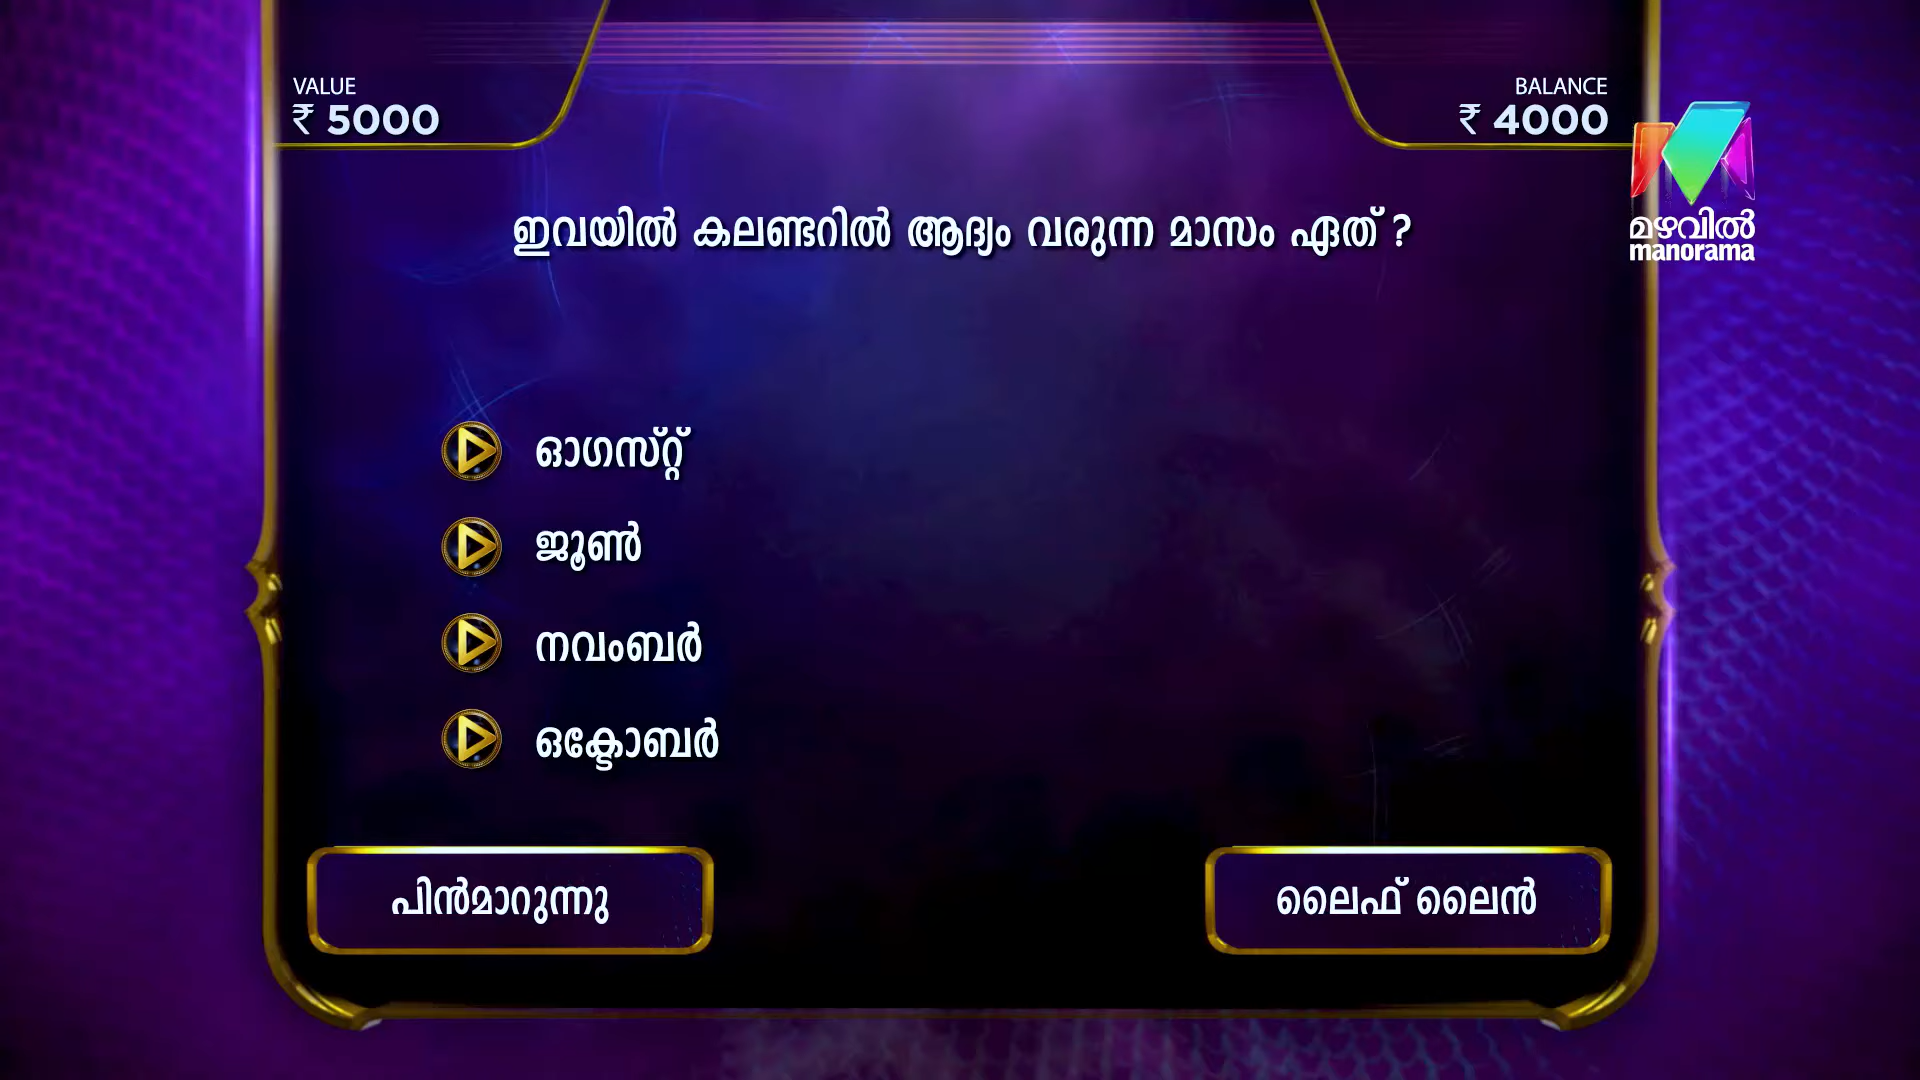 VALUE
₹ 5000
BALANCE
₹ 4000
മഴവിൽ
manorama
ഇവയിൽ കലണ്ടറിൽ ആദ്യം വരുന്ന മാസം ഏത് ?
ഓഗസ്റ്റ്
ജൂൺ
നവംബർ
ഒക്ടോബർ
പിൻമാറുന്നു
ലൈഫ് ലൈൻ